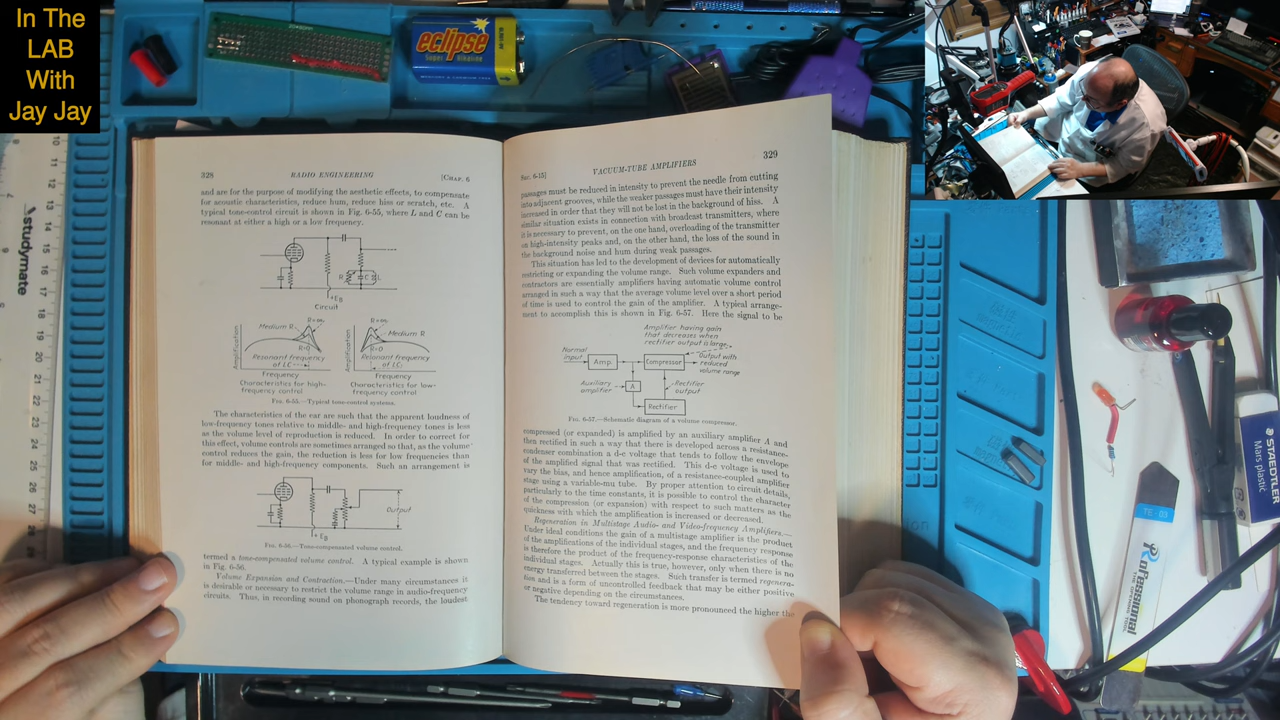 In The
LAB
With
Jay Jay
eclipse
Super Alkaline
studymate
328 RADIO ENGINEERING [CHAP. 6
and are for the purpose of modifying the aesthetic effects, to compensate
for acoustic characteristics, reduce hum, reduce hiss or scratch, etc. A
typical tone-control circuit is shown in Fig. 6-55, where L and C can be
resonant at either a high or a low frequency.
R C L
+EB
Circuit
Amplification
Medium R
R=∞
R=0
Resonant frequency
of LC
Frequency
Characteristics for high-
frequency control
Amplification
R=∞
Medium R
R=0
Resonant frequency
of LC
Frequency
Characteristics for low-
frequency control
FIG. 6-55.—Typical tone-control systems.
The characteristics of the ear are such that the apparent loudness of
low-frequency tones relative to middle- and high-frequency tones is less
as the volume level of reproduction is reduced. In order to correct for
this effect, volume controls are sometimes arranged so that, as the volume
control reduces the gain, the reduction is less for low frequencies than
for middle- and high-frequency components. Such an arrangement is
Output
+EB
FIG. 6-56.—Tone-compensated volume control.
termed a tone-compensated volume control. A typical example is shown
in Fig. 6-56.
Volume Expansion and Contraction.—Under many circumstances it
is desirable or necessary to restrict the volume range in audio-frequency
circuits. Thus, in recording sound on phonograph records, the loudest
SEC. 6-15] VACUUM-TUBE AMPLIFIERS 329
passages must be reduced in intensity to prevent the needle from cutting
into adjacent grooves, while the weaker passages must have their intensity
increased in order that they will not be lost in the background of hiss. A
similar situation exists in connection with broadcast transmitters, where
it is necessary to prevent, on the one hand, overloading of the transmitter
on high-intensity peaks and, on the other hand, the loss of the sound in
the background noise and hum during weak passages.
This situation has led to the development of devices for automatically
restricting or expanding the volume range. Such volume expanders and
contractors are essentially amplifiers having automatic volume control
arranged in such a way that the average volume level over a short period
of time is used to control the gain of the amplifier. A typical arrange-
ment to accomplish this is shown in Fig. 6-57. Here the signal to be
Amplifier having gain
that decreases when
rectifier output is large
Normal
input
Amp.
Compressor
Output with
reduced
volume range
Auxiliary
amplifier
A
Rectifier
output
Rectifier
FIG. 6-57.—Schematic diagram of a volume compressor.
compressed (or expanded) is amplified by an auxiliary amplifier A and
then rectified in such a way that there is developed across a resistance-
condenser combination a d-c voltage that tends to follow the envelope
of the amplified signal that was rectified. This d-c voltage is used to
vary the bias, and hence amplification, of a resistance-coupled amplifier
stage using a variable-mu tube. By proper attention to circuit details,
particularly to the time constants, it is possible to control the character
of the compression (or expansion) with respect to such matters as the
quickness with which the amplification is increased or decreased.
Regeneration in Multistage Audio- and Video-frequency Amplifiers.—
Under ideal conditions the gain of a multistage amplifier is the product
of the amplifications of the individual stages, and the frequency response
is therefore the product of the frequency-response characteristics of the
individual stages. Actually this is true, however, only when there is no
energy transferred between the stages. Such transfer is termed regenera-
tion and is a form of uncontrolled feedback that may be either positive
or negative depending on the circumstances.
The tendency toward regeneration is more pronounced the higher the
STAEDTLER
Mars plastic
TE-03
ProFessional